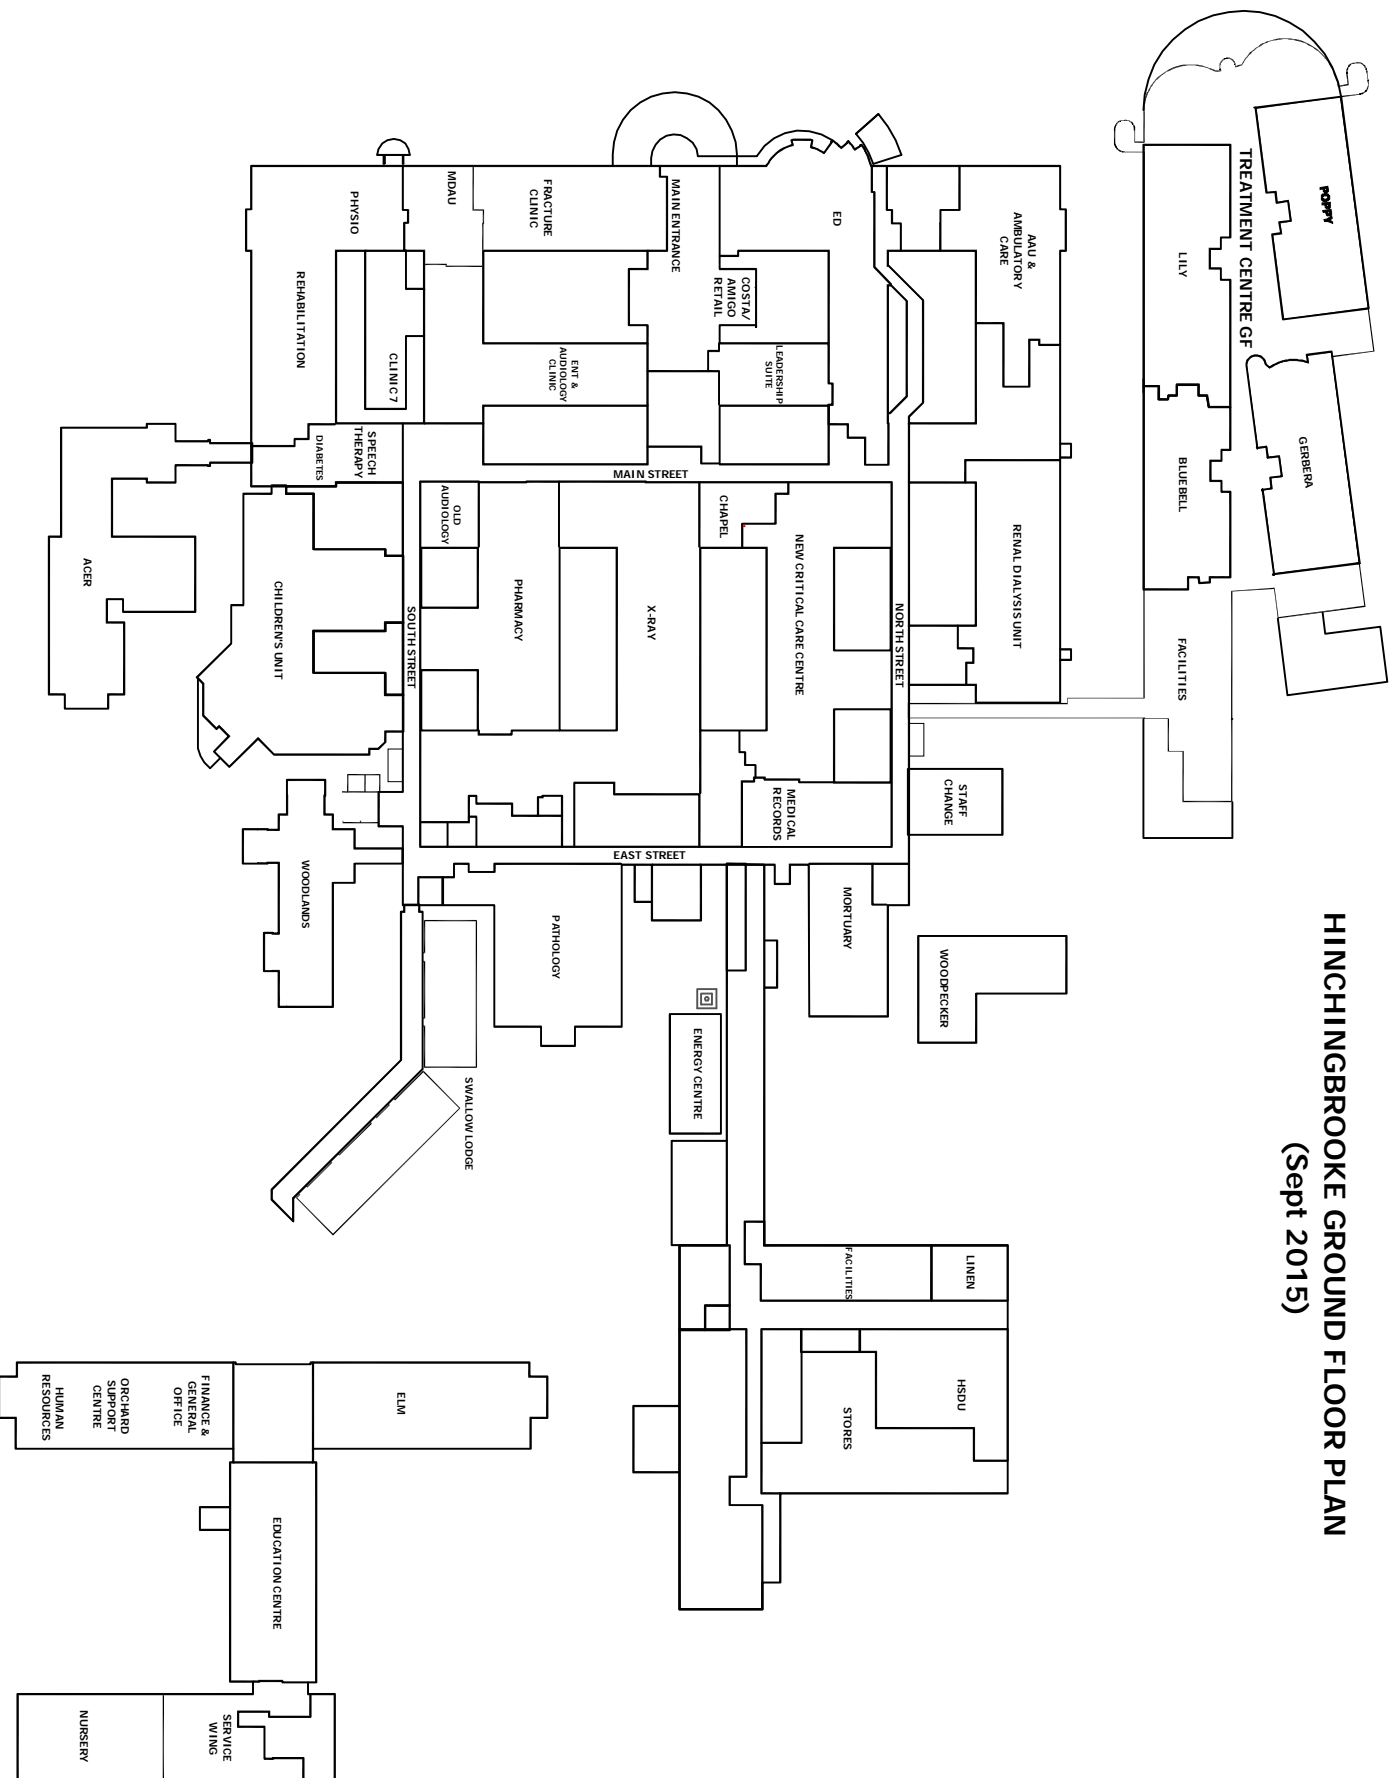 HINCHINGBROOKE GROUND FLOOR PLAN
(Sept 2015)
POPPY
TREATMENT CENTRE GF
LILY
GERBERA
BLUEBELL
FACILITIES
AAU &
AMBULATORY
CARE
RENAL DIALYSIS UNIT
STAFF
CHANGE
WOODPECKER
NORTH STREET
ED
MAIN ENTRANCE
COSTA/
AMIGO
RETAIL
LEADERSHIP
SUITE
FRACTURE
CLINIC
MDAU
PHYSIO
REHABILITATION
CLINIC 7
ENT &
AUDIOLOGY
CLINIC
SPEECH
THERAPY
DIABETES
MAIN STREET
OLD
AUDIOLOGY
CHAPEL
NEW CRITICAL CARE CENTRE
X-RAY
PHARMACY
SOUTH STREET
CHILDREN'S UNIT
ACER
MEDICAL
RECORDS
EAST STREET
WOODLANDS
PATHOLOGY
MORTUARY
ENERGY CENTRE
SWALLOW LODGE
FACILITIES
LINEN
HSDU
STORES
ELM
FINANCE &
GENERAL
OFFICE
ORCHARD
SUPPORT
CENTRE
HUMAN
RESOURCES
EDUCATION CENTRE
SERVICE
WING
NURSERY